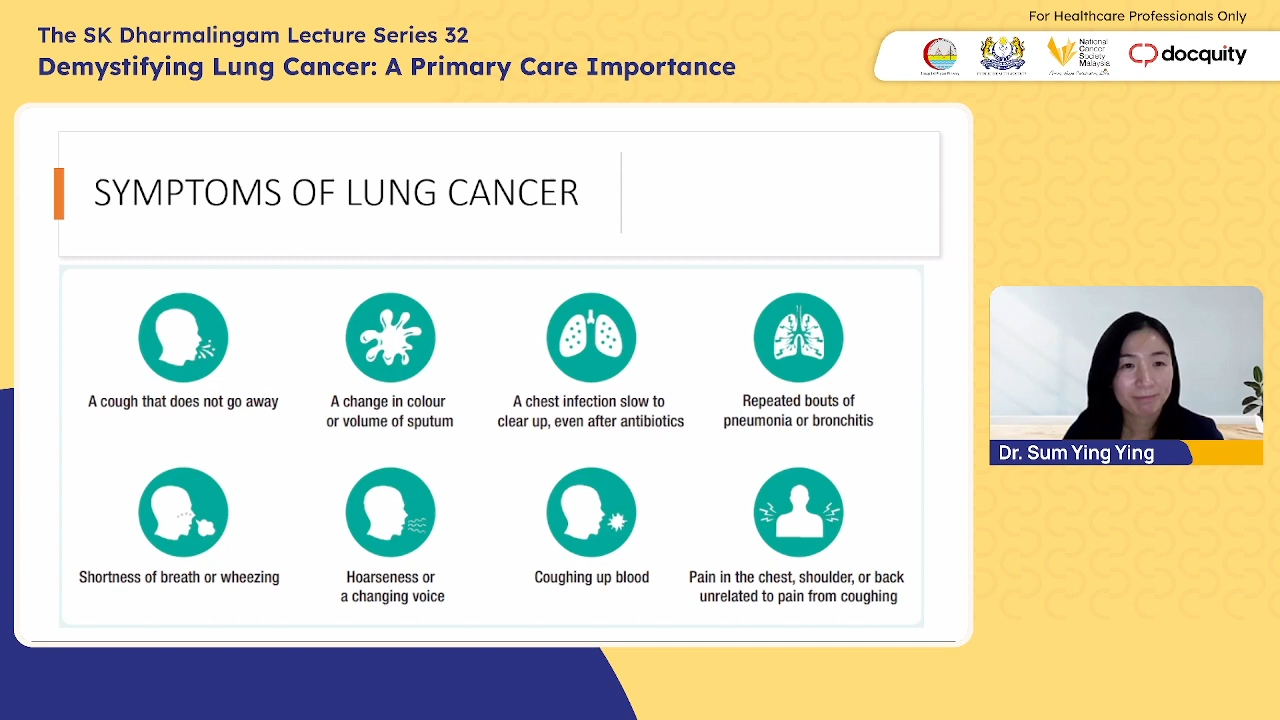 For Healthcare Professionals Only
The SK Dharmalingam Lecture Series 32
Demystifying Lung Cancer: A Primary Care Importance
National
Cancer
Society
Malaysia
docquity
SYMPTOMS OF LUNG CANCER
A cough that does not go away
A change in colour
or volume of sputum
A chest infection slow to
clear up, even after antibiotics
Repeated bouts of
pneumonia or bronchitis
Shortness of breath or wheezing
Hoarseness or
a changing voice
Coughing up blood
Pain in the chest, shoulder, or back
unrelated to pain from coughing
Dr. Sum Ying Ying